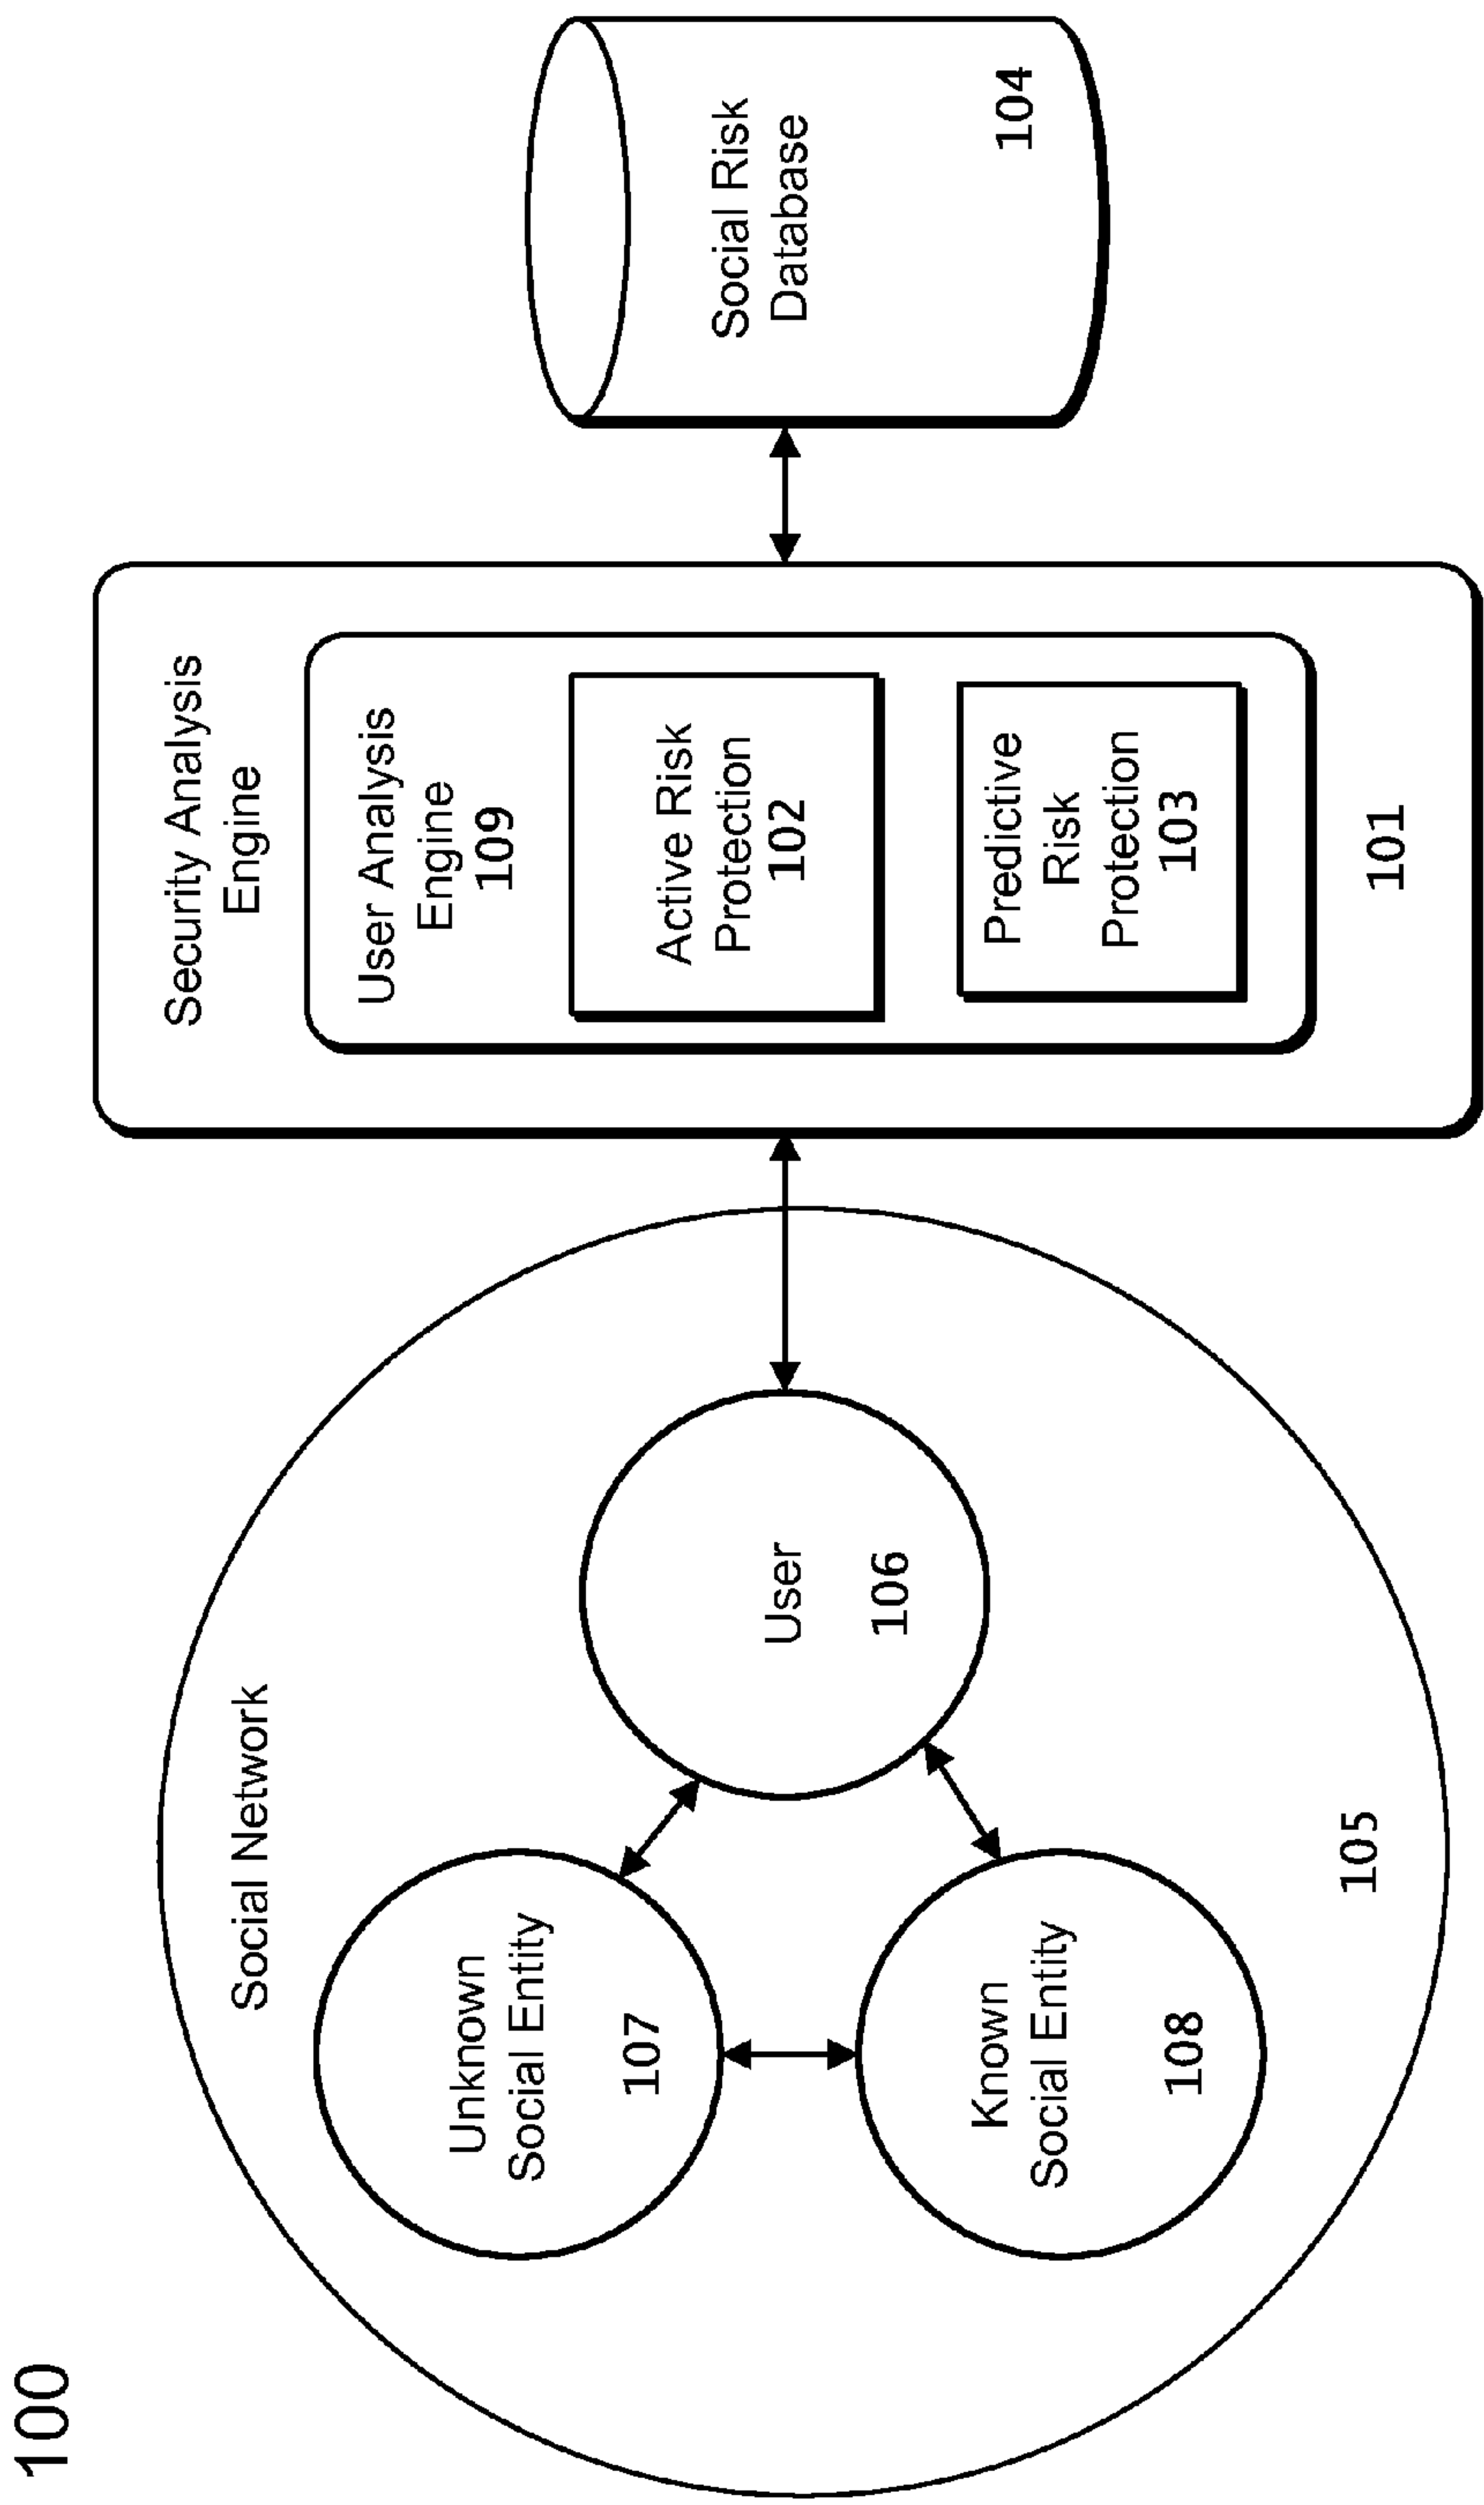 100
Social Network
Unknown
Social Entity
107
Known
Social Entity
108
User
106
105
Security Analysis
Engine
User Analysis
Engine
109
Active Risk
Protection
102
Predictive
Risk
Protection
103
101
Social Risk
Database
104